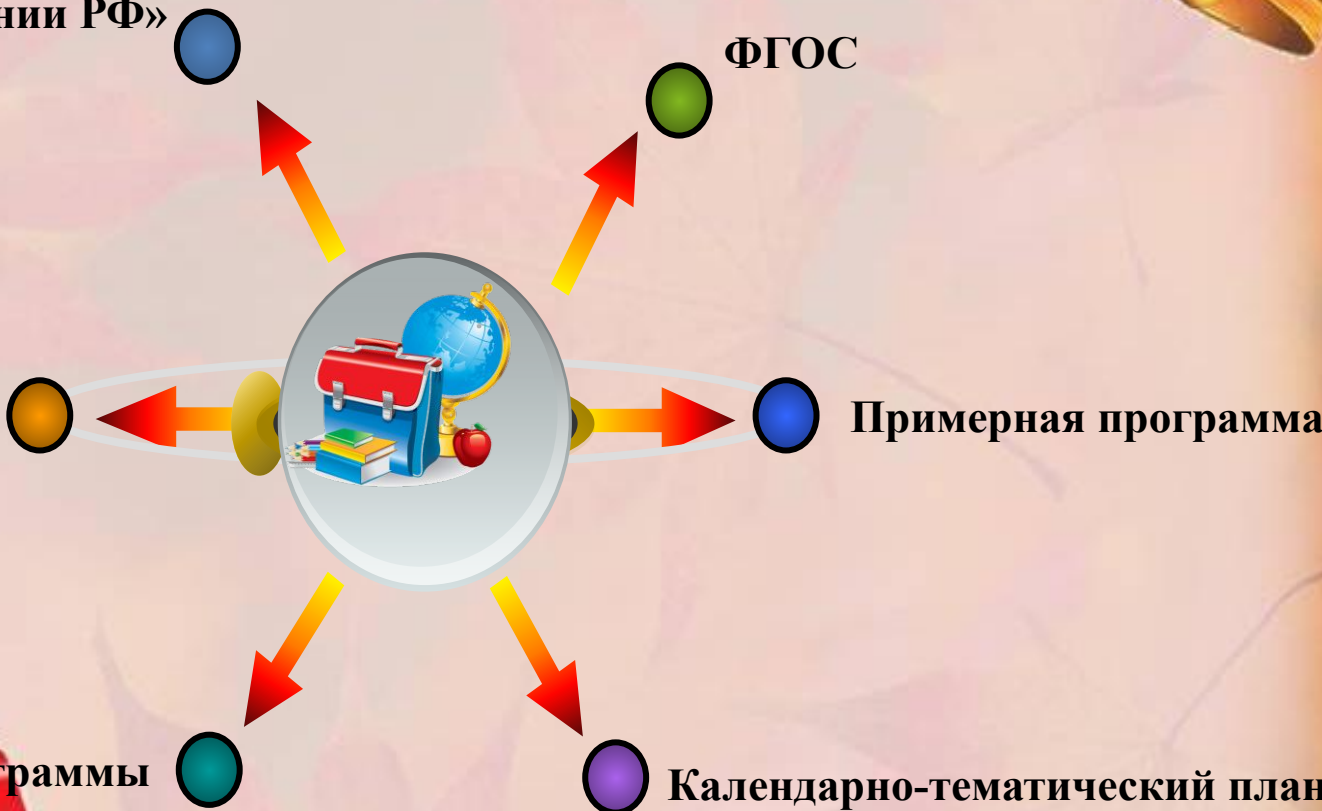 нии РФ»
ФГОС
Примерная программа
граммы
Календарно-тематический план